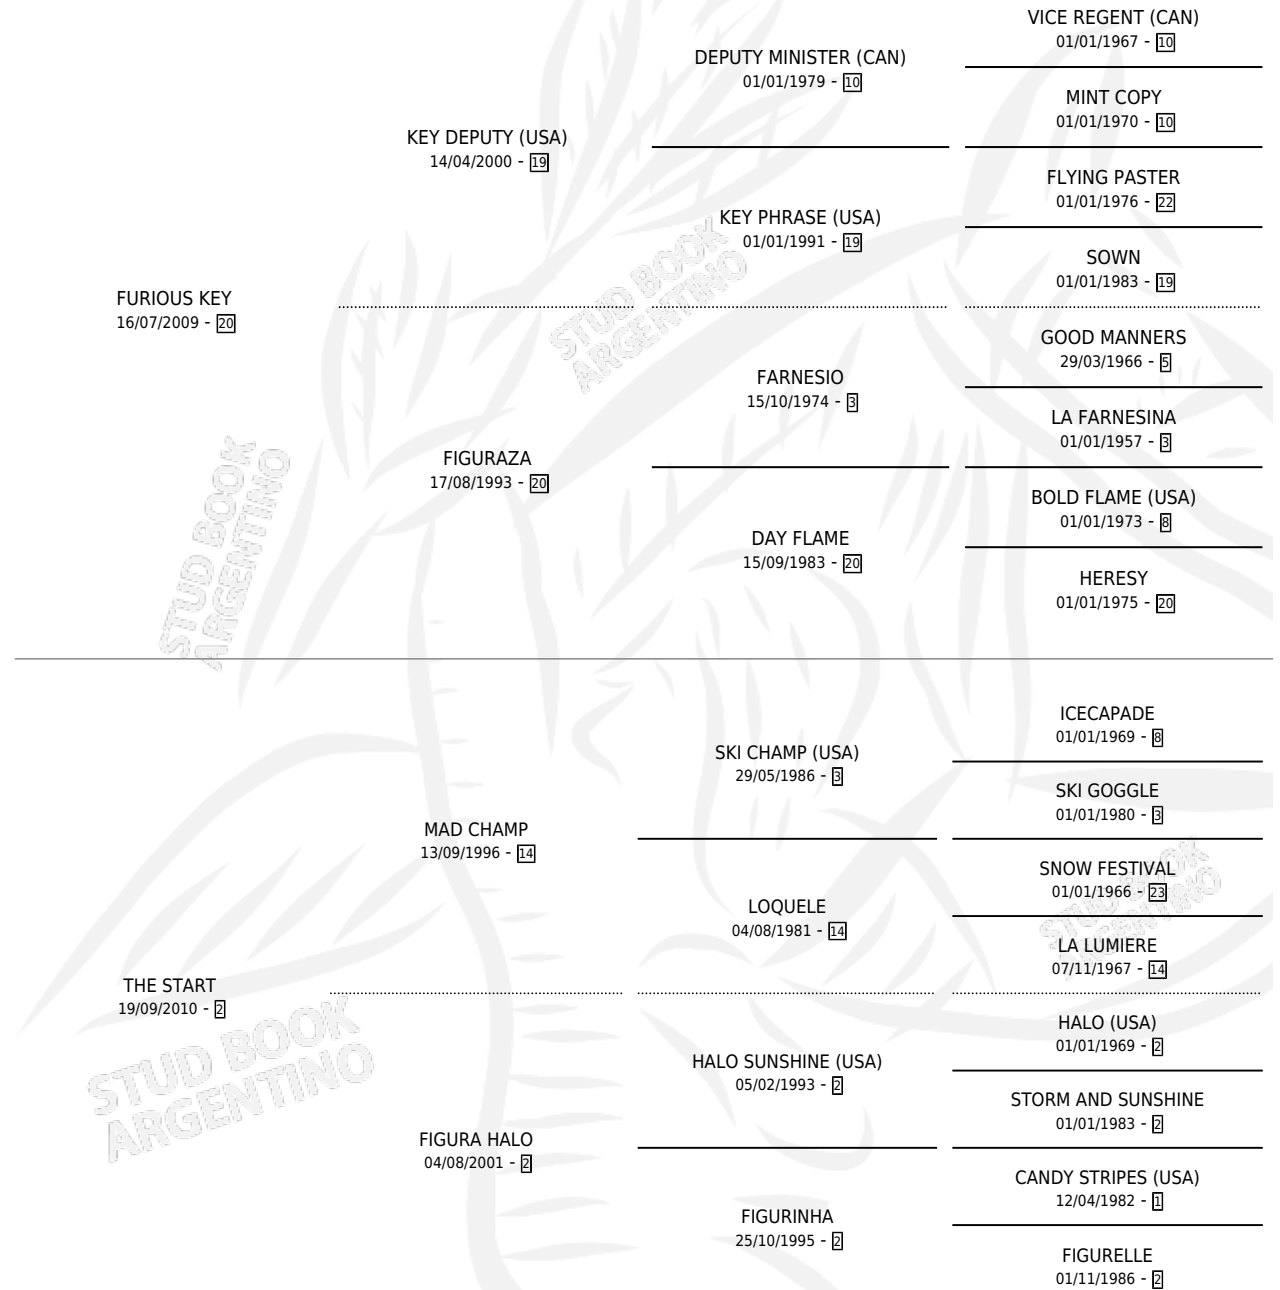 VICE REGENT (CAN)
01/01/1967 - 10
DEPUTY MINISTER (CAN)
01/01/1979 - 10
MINT COPY
01/01/1970 - 10
KEY DEPUTY (USA)
14/04/2000 - 19
FLYING PASTER
01/01/1976 - 22
KEY PHRASE (USA)
01/01/1991 - 19
SOWN
01/01/1983 - 19
FURIOUS KEY
16/07/2009 - 20
STUD BOOK
ARGENTINO
GOOD MANNERS
29/03/1966 - 5
FARNESIO
15/10/1974 - 3
LA FARNESINA
01/01/1957 - 3
FIGURAZA
17/08/1993 - 20
BOLD FLAME (USA)
01/01/1973 - 8
DAY FLAME
15/09/1983 - 20
HERESY
01/01/1975 - 20
STUD BOOK
ARGENTINO
ICECAPADE
01/01/1969 - 8
SKI CHAMP (USA)
29/05/1986 - 3
SKI GOGGLE
01/01/1980 - 3
MAD CHAMP
13/09/1996 - 14
SNOW FESTIVAL
01/01/1966 - 23
LOQUELE
04/08/1981 - 14
STUD BOOK
ARGENTINO
LA LUMIERE
07/11/1967 - 14
THE START
19/09/2010 - 2
HALO (USA)
01/01/1969 - 2
STUD BOOK
ARGENTINO
HALO SUNSHINE (USA)
05/02/1993 - 2
STORM AND SUNSHINE
01/01/1983 - 2
FIGURA HALO
04/08/2001 - 2
CANDY STRIPES (USA)
12/04/1982 - 1
FIGURINHA
25/10/1995 - 2
FIGURELLE
01/11/1986 - 2